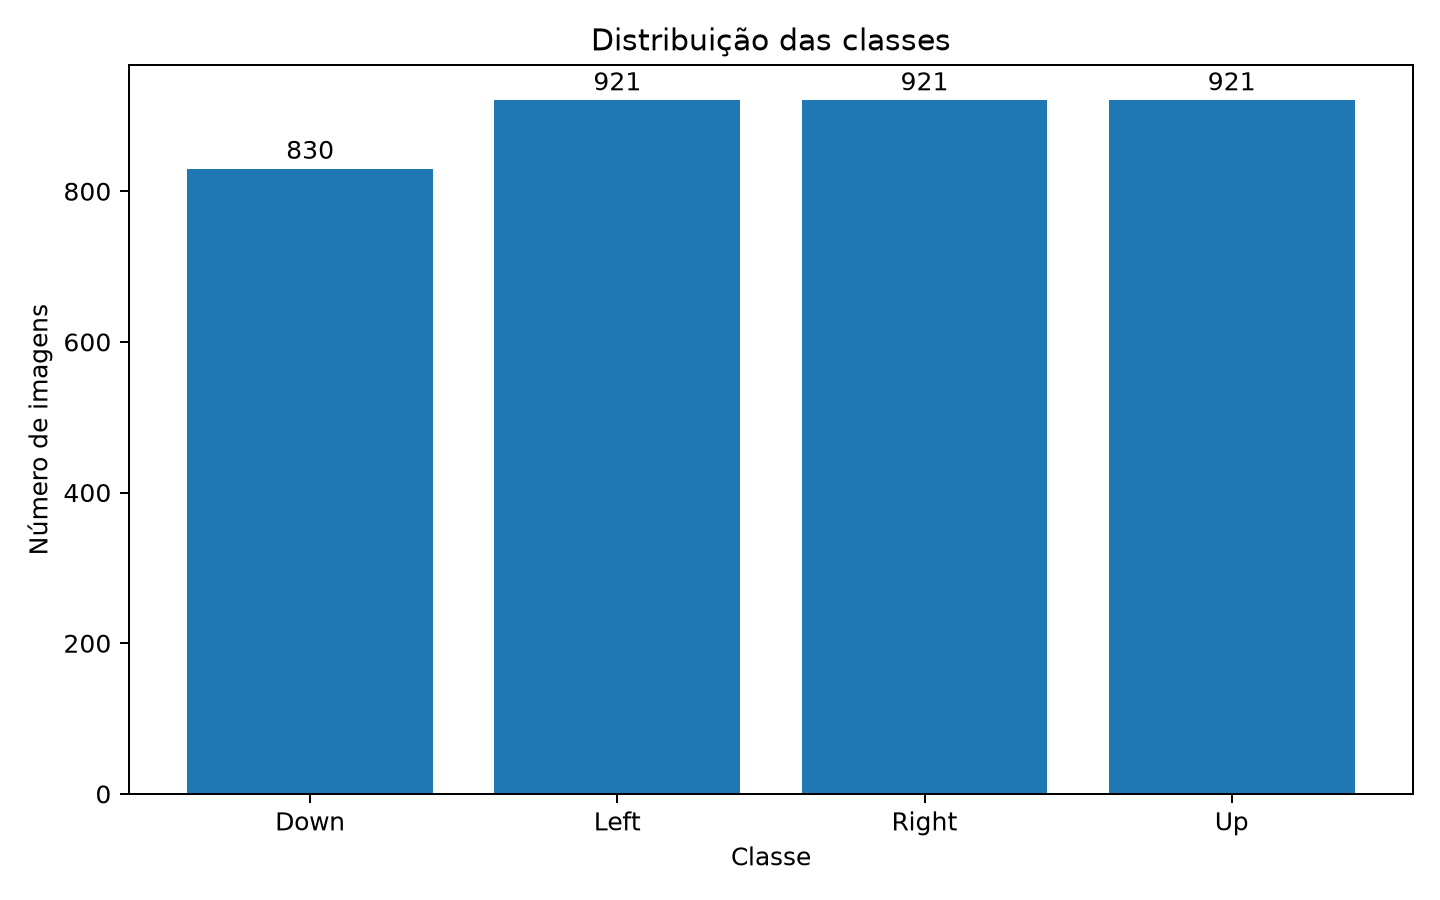 Distribuição das classes
830
921
921
921
800
600
400
200
0
Número de imagens
Down
Left
Right
Up
Classe